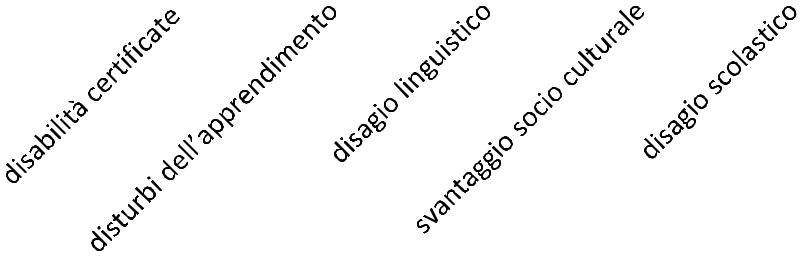 disabilità certificate
disturbi dell'apprendimento
disagio linguistico
svantaggio socio culturale
disagio scolastico